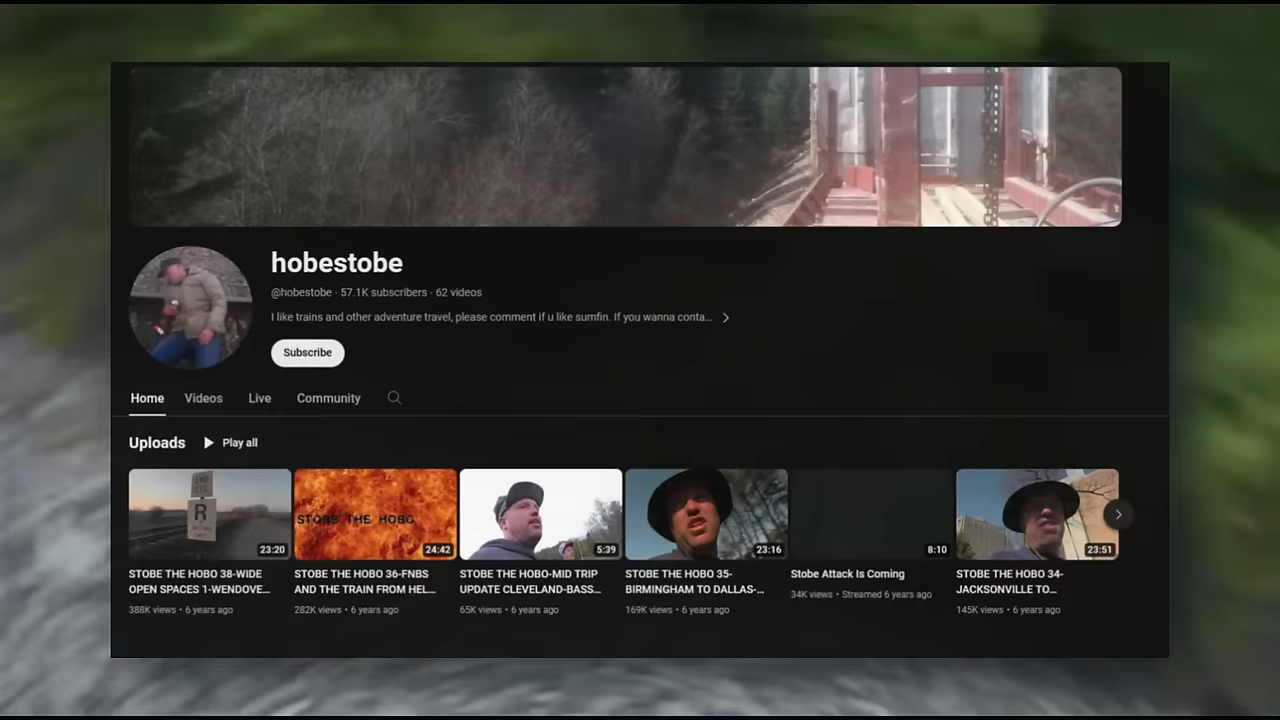 hobestobe
@hobestobe · 57.1K subscribers · 62 videos
I like trains and other adventure travel, please comment if u like sumfin. If you wanna conta...
Subscribe
Home Videos Live Community
Uploads Play all
R
STOBE THE HOBO
23:20 24:42 5:39 23:16 8:10 23:51
STOBE THE HOBO 38-WIDE
OPEN SPACES 1-WENDOVE...
388K views • 6 years ago
STOBE THE HOBO 36-FNBS
AND THE TRAIN FROM HEL...
282K views • 6 years ago
STOBE THE HOBO-MID TRIP
UPDATE CLEVELAND-BASS...
65K views • 6 years ago
STOBE THE HOBO 35-
BIRMINGHAM TO DALLAS-...
169K views • 6 years ago
Stobe Attack Is Coming
34K views • Streamed 6 years ago
STOBE THE HOBO 34-
JACKSONVILLE TO...
145K views • 6 years ago